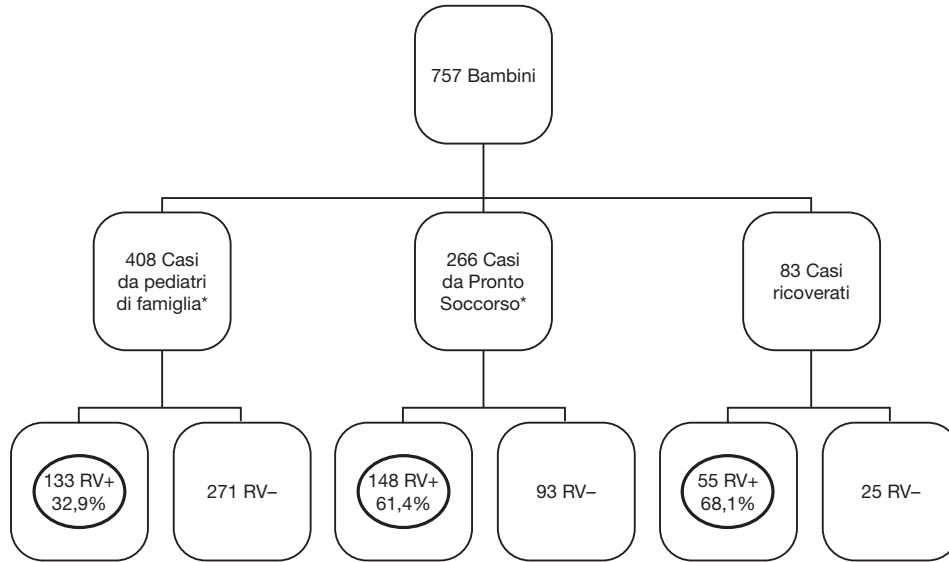 757 Bambini
408 Casi
da pediatri
di famiglia*
266 Casi
da Pronto
Soccorso*
83 Casi
ricoverati
133 RV+
32,9%
271 RV–
148 RV+
61,4%
93 RV–
55 RV+
68,1%
25 RV–